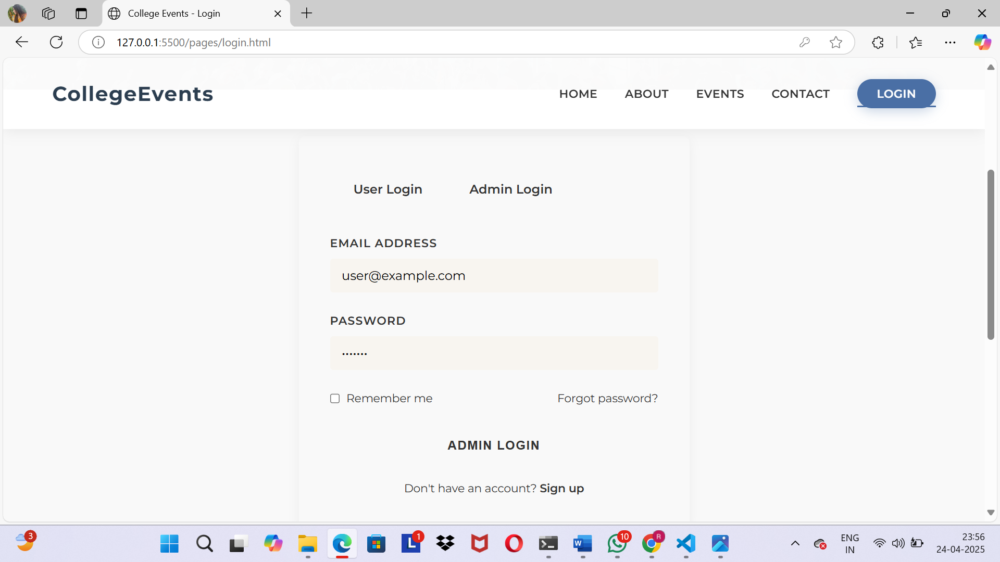 College Events - Login
127.0.0.1:5500/pages/login.html
CollegeEvents
HOME ABOUT EVENTS CONTACT LOGIN
User Login Admin Login
EMAIL ADDRESS
user@example.com
PASSWORD
•••••••
Remember me Forgot password?
ADMIN LOGIN
Don't have an account? Sign up
3
L 1
W
10
R
ENG
IN
23:56
24-04-2025